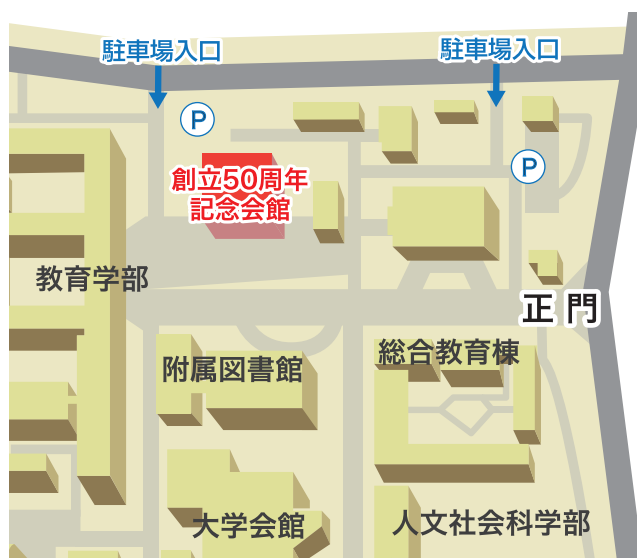 駐車場入口
駐車場入口
P
P
創立50周年
記念会館
教育学部
正門
総合教育棟
附属図書館
大学会館
人文社会科学部